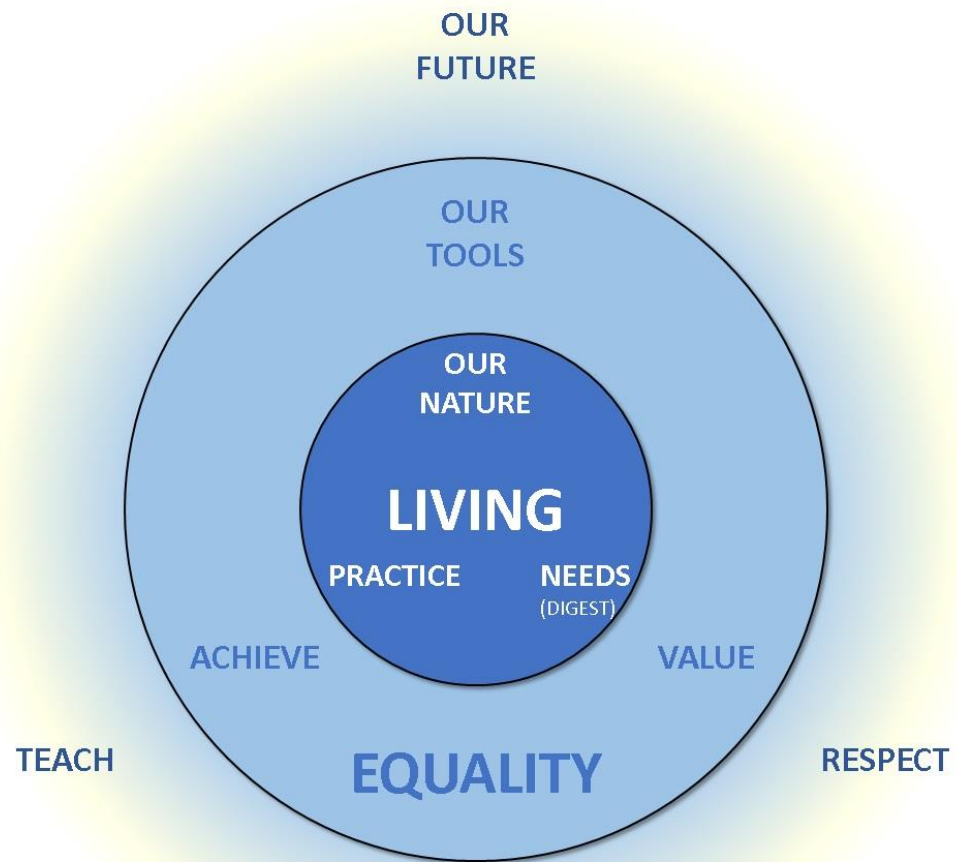 OUR
FUTURE
OUR
TOOLS
OUR
NATURE
LIVING
PRACTICE NEEDS
(DIGEST)
ACHIEVE VALUE
TEACH EQUALITY RESPECT